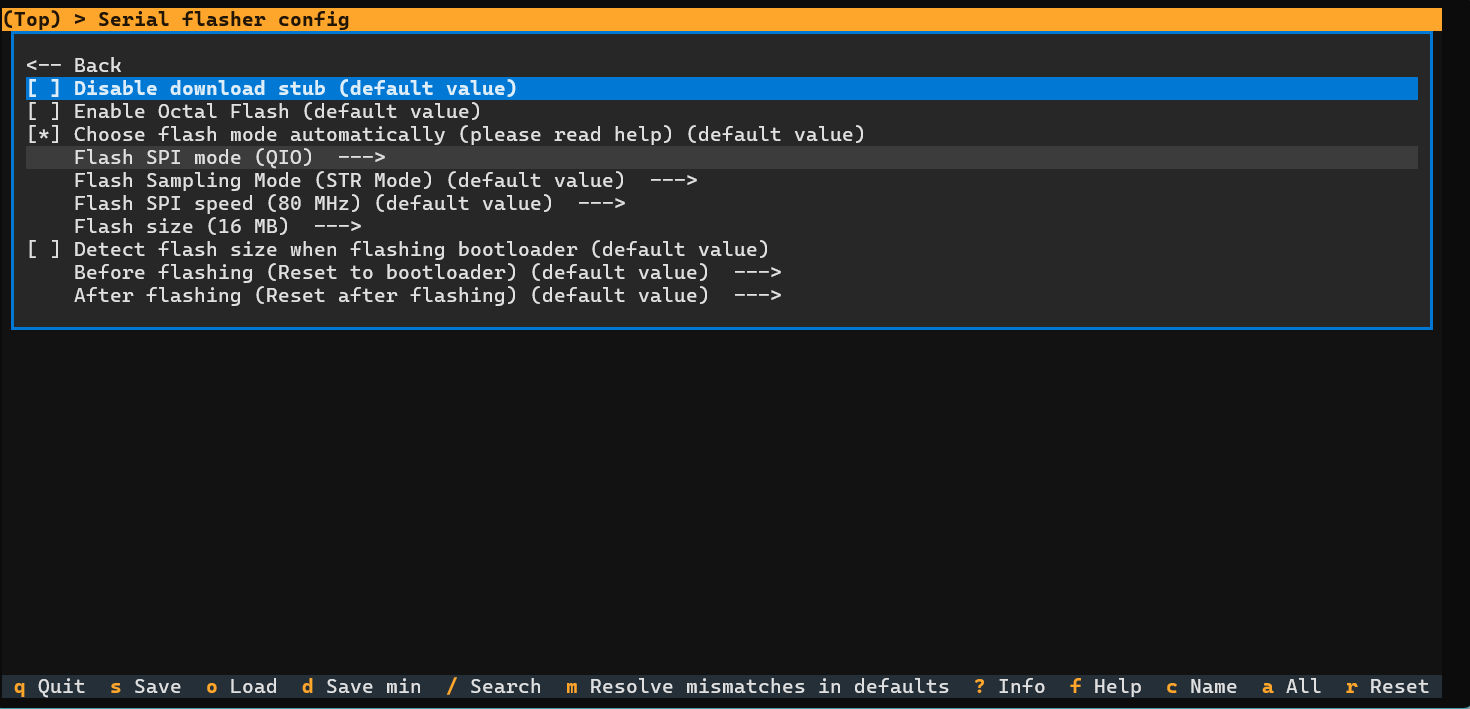 (Top) > Serial flasher config
<-- Back
[ ] Disable download stub (default value)
[ ] Enable Octal Flash (default value)
[*] Choose flash mode automatically (please read help) (default value)
Flash SPI mode (QIO)  --->
Flash Sampling Mode (STR Mode) (default value)  --->
Flash SPI speed (80 MHz) (default value)  --->
Flash size (16 MB)  --->
[ ] Detect flash size when flashing bootloader (default value)
Before flashing (Reset to bootloader) (default value)  --->
After flashing (Reset after flashing) (default value)  --->
q Quit  s Save  o Load  d Save min  / Search  m Resolve mismatches in defaults  ? Info  f Help  c Name  a All  r Reset